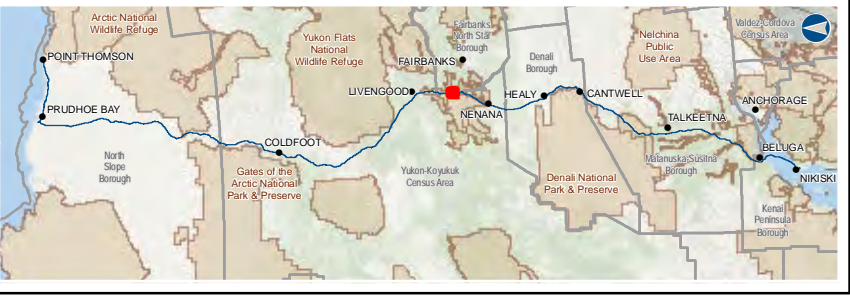 Arctic National
Wildlife Refuge
POINT THOMSON
PRUDHOE BAY
North
Slope
Borough
COLDFOOT
Gates of the
Arctic National
Park & Preserve
Yukon Flats
National
Wildlife Refuge
LIVENGOOD
FAIRBANKS
Fairbanks
North Star
Borough
NENANA
Yukon-Koyukuk
Census Area
HEALY
Denali
Borough
CANTWELL
Denali National
Park & Preserve
Nelchina
Public
Use Area
TALKEETNA
Matanuska-Susitna
Borough
Valdez-Cordova
Census Area
ANCHORAGE
BELUGA
NIKISKI
Kenai
Peninsula
Borough